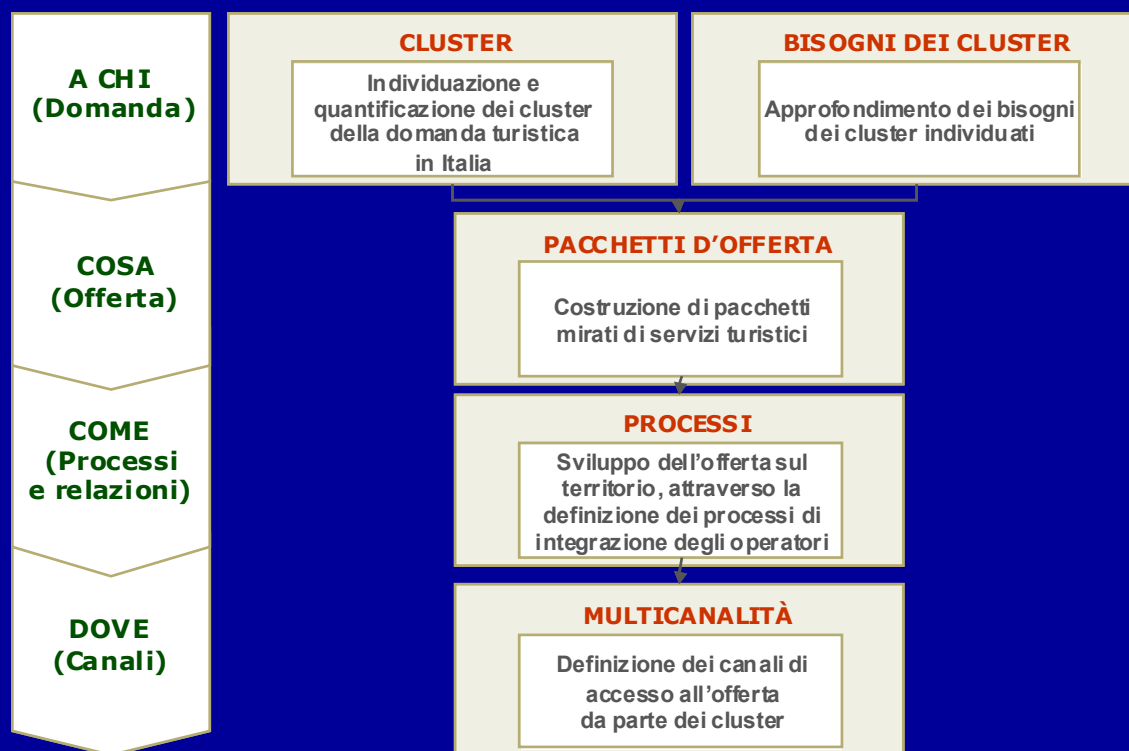 A CHI
(Domanda)
CLUSTER
Individuazione e
quantificazione dei cluster
della domanda turistica
in Italia
BISOGNI DEI CLUSTER
Approfondimento dei bisogni
dei cluster individuati
COSA
(Offerta)
PACCHETTI D’OFFERTA
Costruzione di pacchetti
mirati di servizi turistici
COME
(Processi
e relazioni)
PROCESSI
Sviluppo dell’offerta sul
territorio, attraverso la
definizione dei processi di
integrazione degli operatori
DOVE
(Canali)
MULTICANALITÀ
Definizione dei canali di
accesso all’offerta
da parte dei cluster